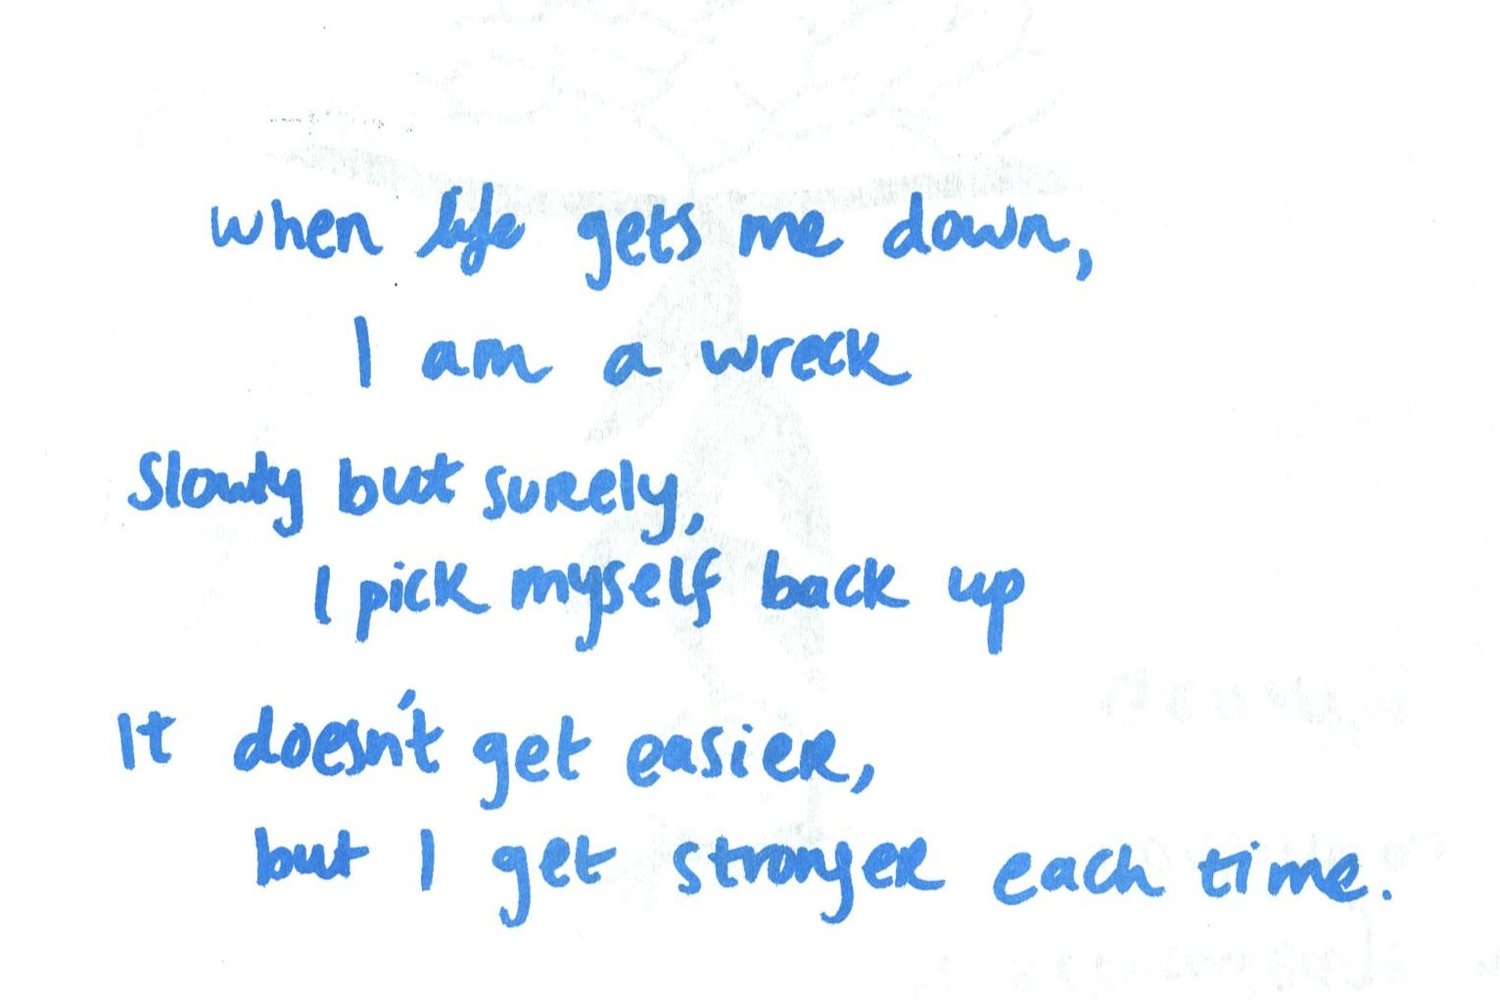 when life gets me down,
I am a wreck
Slowly but surely,
I pick myself back up
It doesn't get easier,
but I get stronger each time.